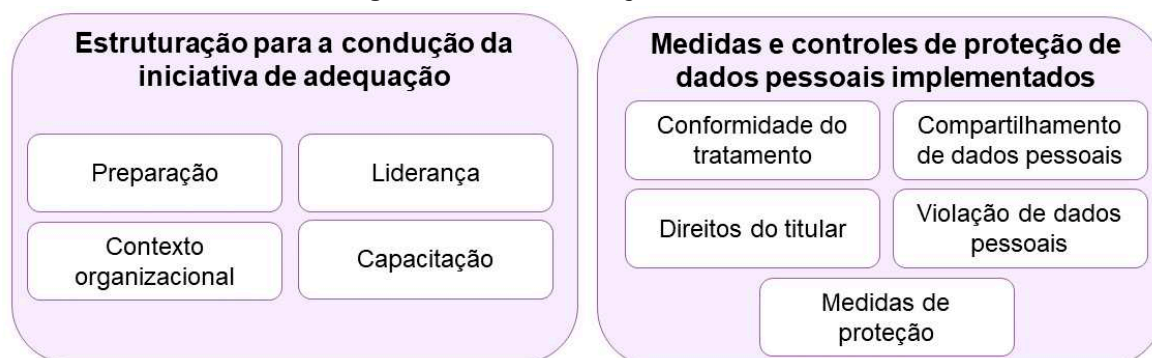 Estruturação para a condução da
iniciativa de adequação
Preparação
Liderança
Contexto
organizacional
Capacitação
Medidas e controles de proteção de
dados pessoais implementados
Conformidade do
tratamento
Compartilhamento
de dados pessoais
Direitos do titular
Violação de dados
pessoais
Medidas de
proteção